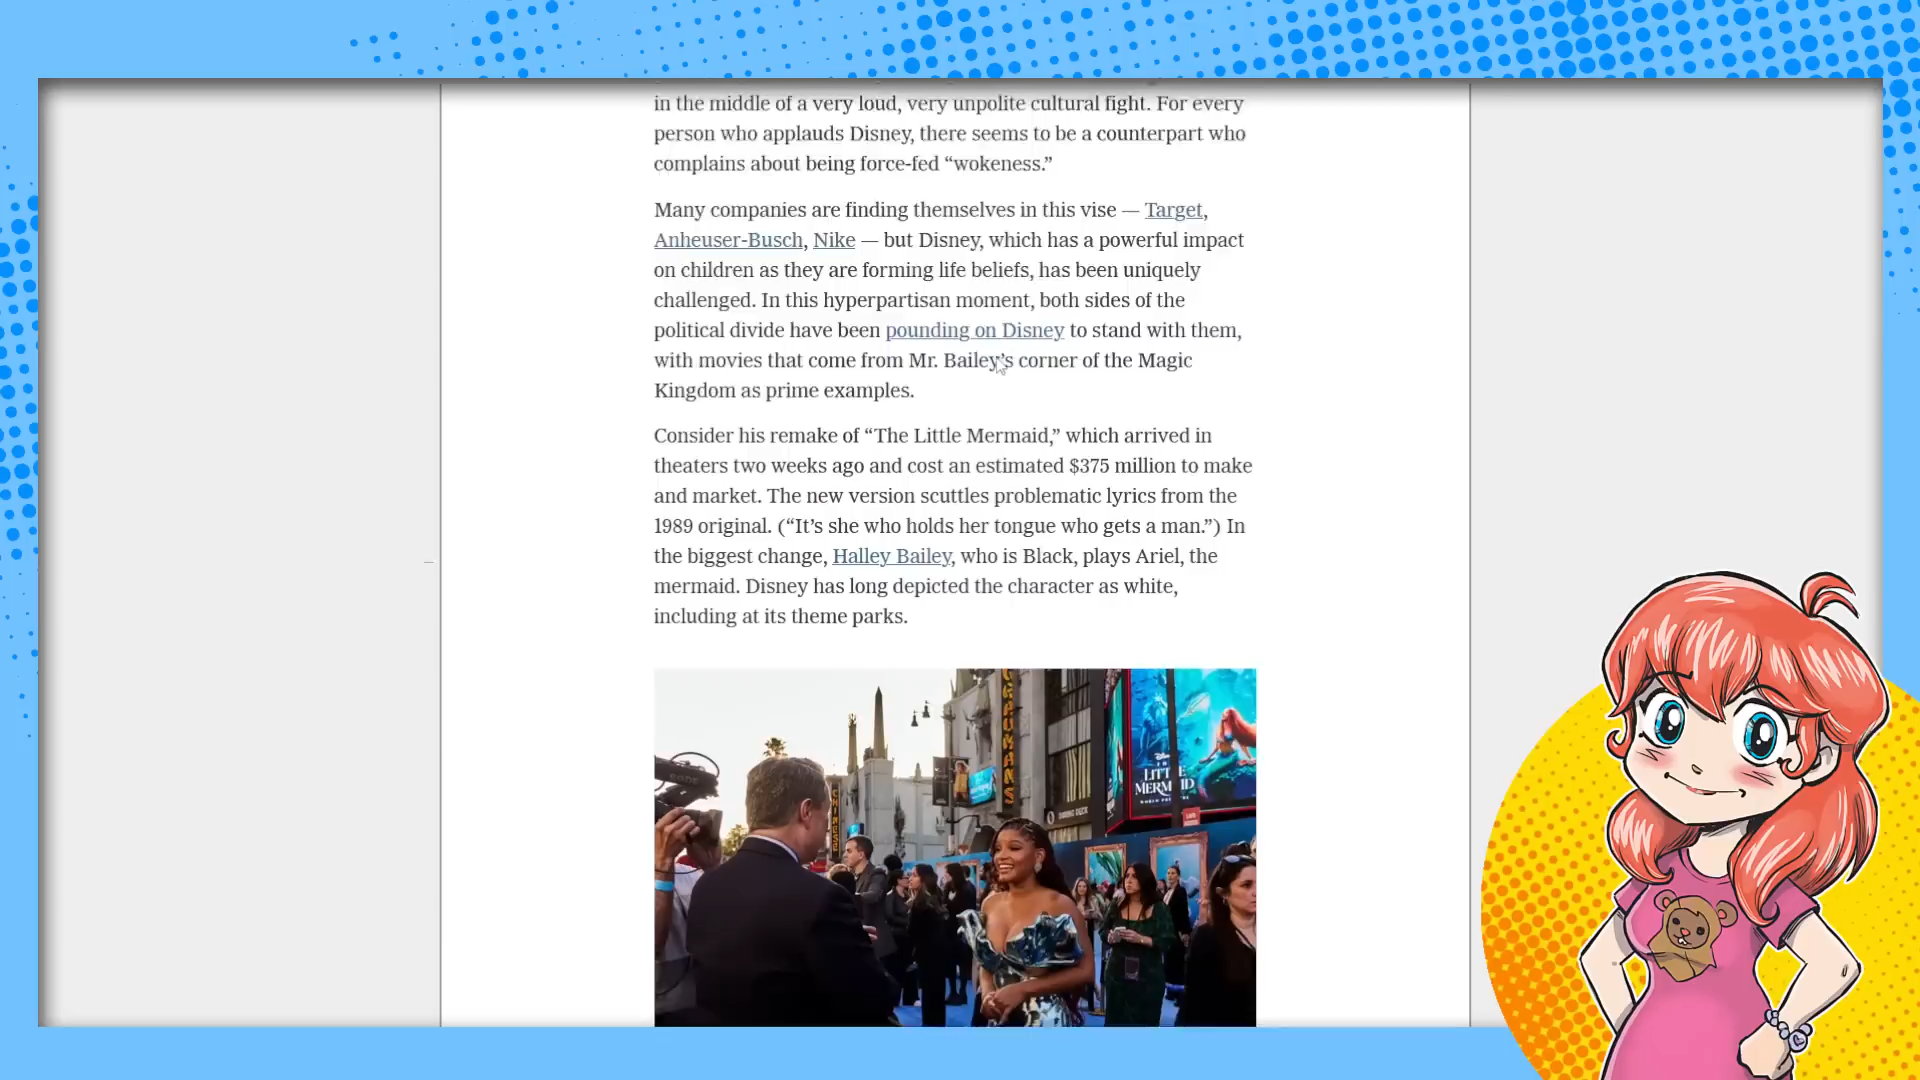 in the middle of a very loud, very unpolite cultural fight. For every
person who applauds Disney, there seems to be a counterpart who
complains about being force-fed “wokeness.”
Many companies are finding themselves in this vise — Target,
Anheuser-Busch, Nike — but Disney, which has a powerful impact
on children as they are forming life beliefs, has been uniquely
challenged. In this hyperpartisan moment, both sides of the
political divide have been pounding on Disney to stand with them,
with movies that come from Mr. Bailey’s corner of the Magic
Kingdom as prime examples.
Consider his remake of “The Little Mermaid,” which arrived in
theaters two weeks ago and cost an estimated $375 million to make
and market. The new version scuttles problematic lyrics from the
1989 original. (“It’s she who holds her tongue who gets a man.”) In
the biggest change, Halley Bailey, who is Black, plays Ariel, the
mermaid. Disney has long depicted the character as white,
including at its theme parks.
CHINESE
Disney
THE
LITTLE
MERMAID
WORLD PREMIERE